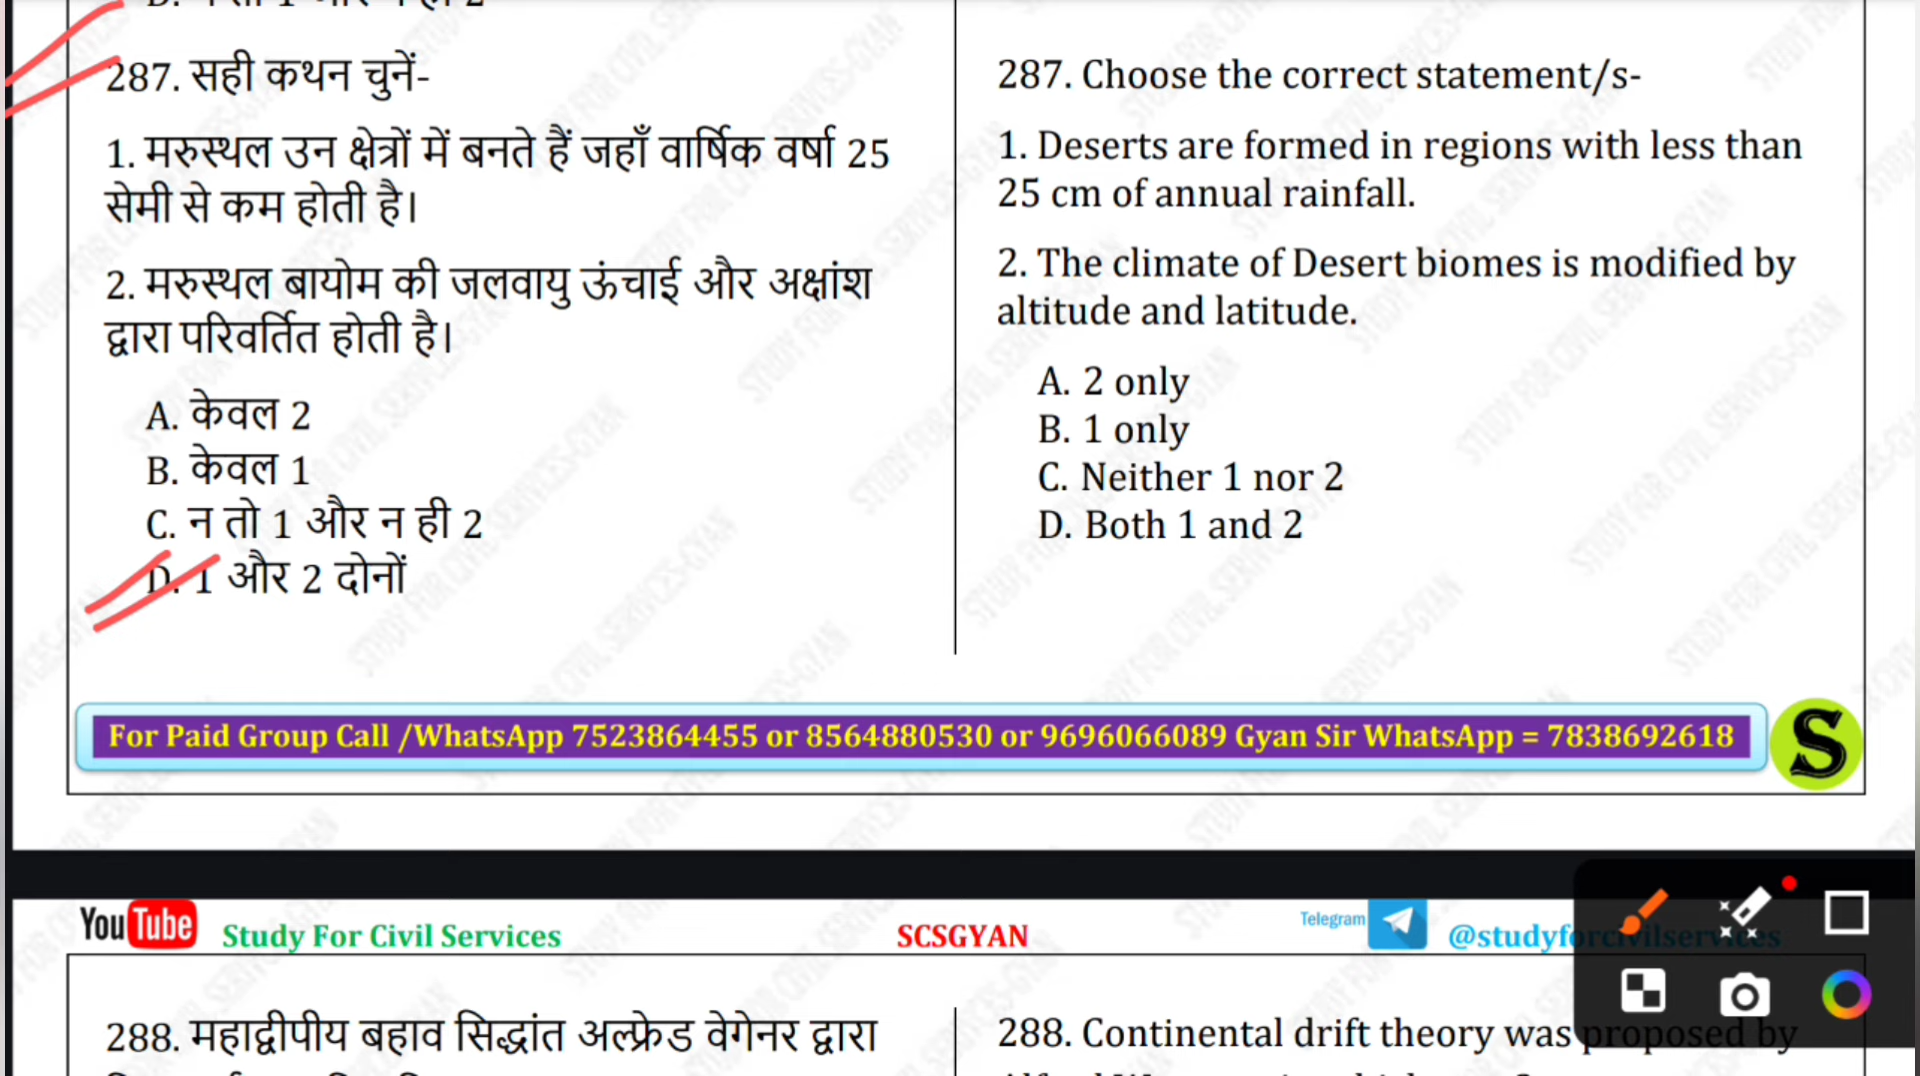 287. सही कथन चुनें-
1. मरुस्थल उन क्षेत्रों में बनते हैं जहाँ वार्षिक वर्षा 25
सेमी से कम होती है।
2. मरुस्थल बायोम की जलवायु ऊंचाई और अक्षांश
द्वारा परिवर्तित होती है।
A. केवल 2
B. केवल 1
C. न तो 1 और न ही 2
D. 1 और 2 दोनों
287. Choose the correct statement/s-
1. Deserts are formed in regions with less than
25 cm of annual rainfall.
2. The climate of Desert biomes is modified by
altitude and latitude.
A. 2 only
B. 1 only
C. Neither 1 nor 2
D. Both 1 and 2
For Paid Group Call /WhatsApp 7523864455 or 8564880530 or 9696066089 Gyan Sir WhatsApp = 7838692618
S
YouTube Study For Civil Services SCSGYAN Telegram @studyforcivilservices
288. महाद्वीपीय बहाव सिद्धांत अल्फ्रेड वेगेनर द्वारा
288. Continental drift theory was proposed by